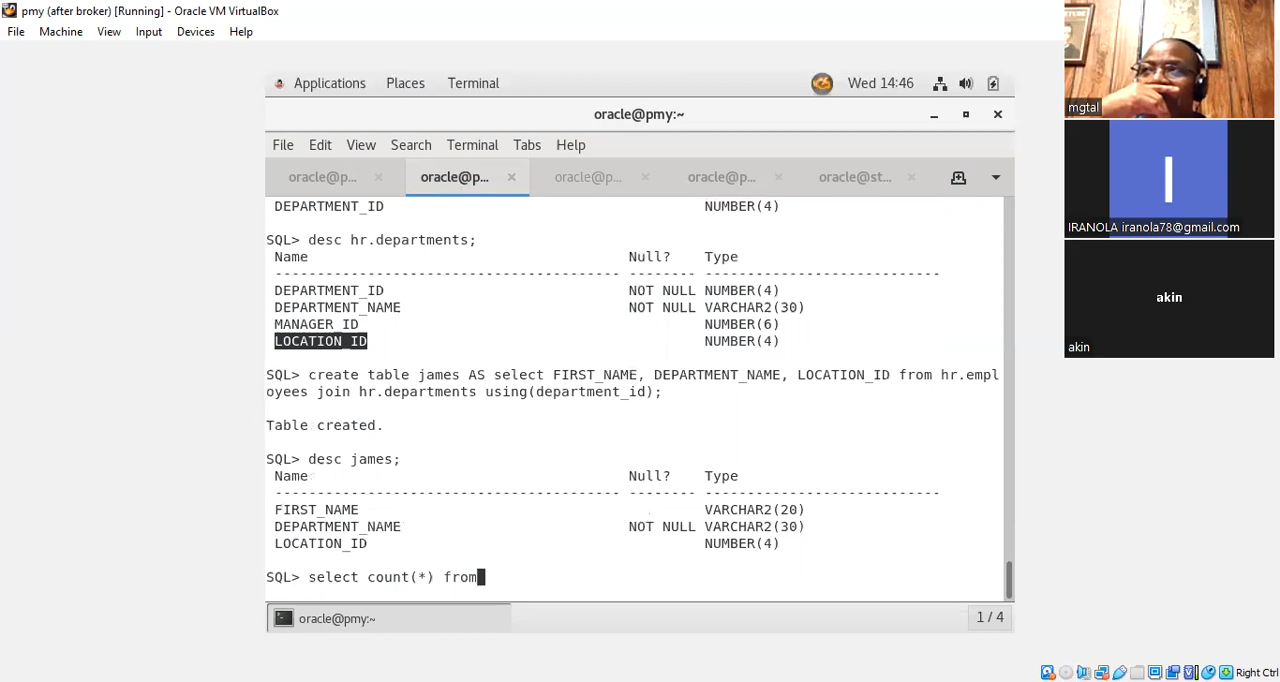 pmy (after broker) [Running] - Oracle VM VirtualBox
File Machine View Input Devices Help
Applications Places Terminal Wed 14:46
oracle@pmy:~
File Edit View Search Terminal Tabs Help
oracle@p... oracle@p... oracle@p... oracle@p... oracle@st...
DEPARTMENT_ID NUMBER(4)
SQL> desc hr.departments;
Name Null? Type
----------------------------------------- -------- ----------------------------
DEPARTMENT_ID NOT NULL NUMBER(4)
DEPARTMENT_NAME NOT NULL VARCHAR2(30)
MANAGER_ID NUMBER(6)
LOCATION_ID NUMBER(4)
SQL> create table james AS select FIRST_NAME, DEPARTMENT_NAME, LOCATION_ID from hr.empl
oyees join hr.departments using(department_id);
Table created.
SQL> desc james;
Name Null? Type
----------------------------------------- -------- ----------------------------
FIRST_NAME VARCHAR2(20)
DEPARTMENT_NAME NOT NULL VARCHAR2(30)
LOCATION_ID NUMBER(4)
SQL> select count(*) from
oracle@pmy:~ 1 / 4
Right Ctrl
mgtal
I
IRANOLA iranola78@gmail.com
akin
akin